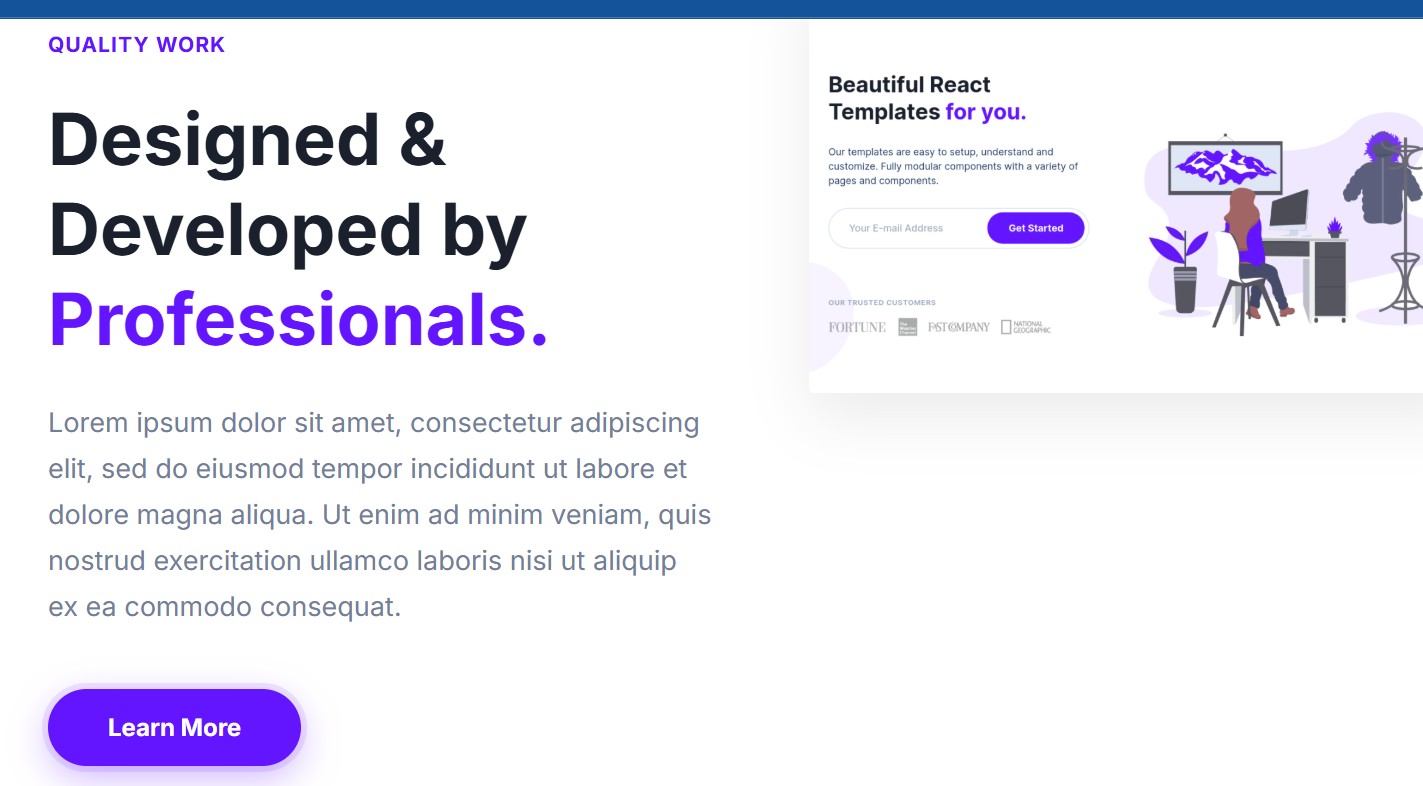 QUALITY WORK
Designed &
Developed by
Professionals.
Lorem ipsum dolor sit amet, consectetur adipiscing
elit, sed do eiusmod tempor incididunt ut labore et
dolore magna aliqua. Ut enim ad minim veniam, quis
nostrud exercitation ullamco laboris nisi ut aliquip
ex ea commodo consequat.
Learn More
Beautiful React
Templates for you.
Our templates are easy to setup, understand and
customize. Fully modular components with a variety of
pages and components.
Your E-mail Address
Get Started
OUR TRUSTED CUSTOMERS
FORTUNE
FAST COMPANY
NATIONAL
GEOGRAPHIC